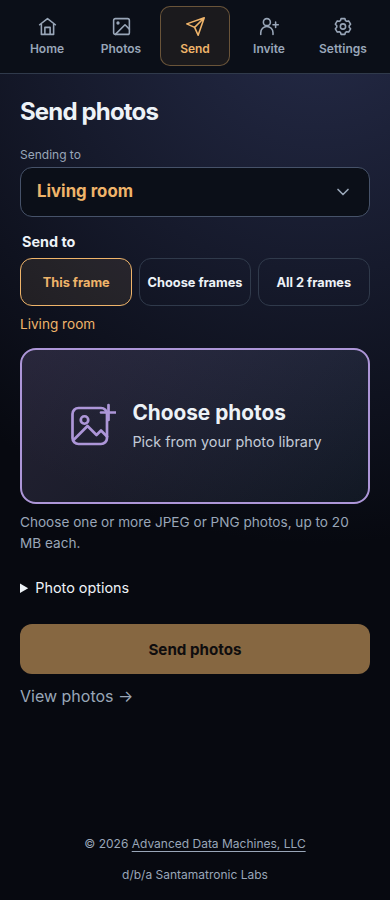 Home
Photos
Send
Invite
Settings
Send photos
Sending to
Living room
Send to
This frame
Choose frames
All 2 frames
Living room
Choose photos
Pick from your photo library
Choose one or more JPEG or PNG photos, up to 20
MB each.
Photo options
Send photos
View photos →
© 2026 Advanced Data Machines, LLC
d/b/a Santamatronic Labs